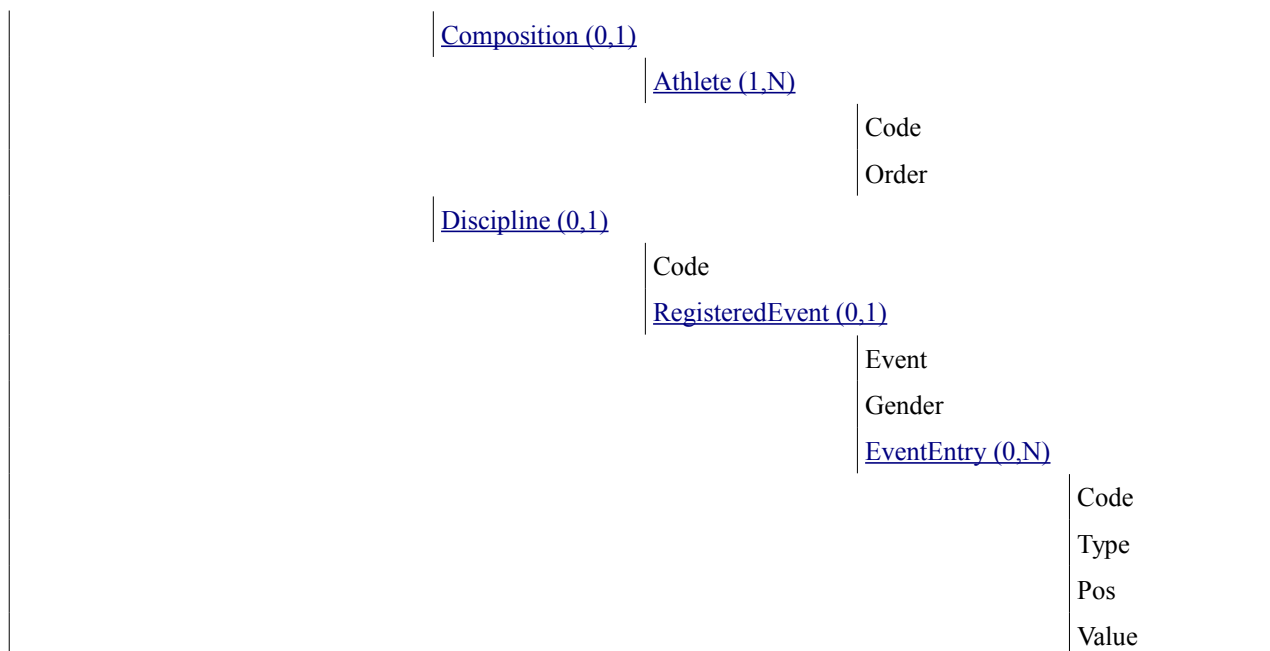 Composition (0,1)
Athlete (1,N)
Code
Order
Discipline (0,1)
Code
RegisteredEvent (0,1)
Event
Gender
EventEntry (0,N)
Code
Type
Pos
Value